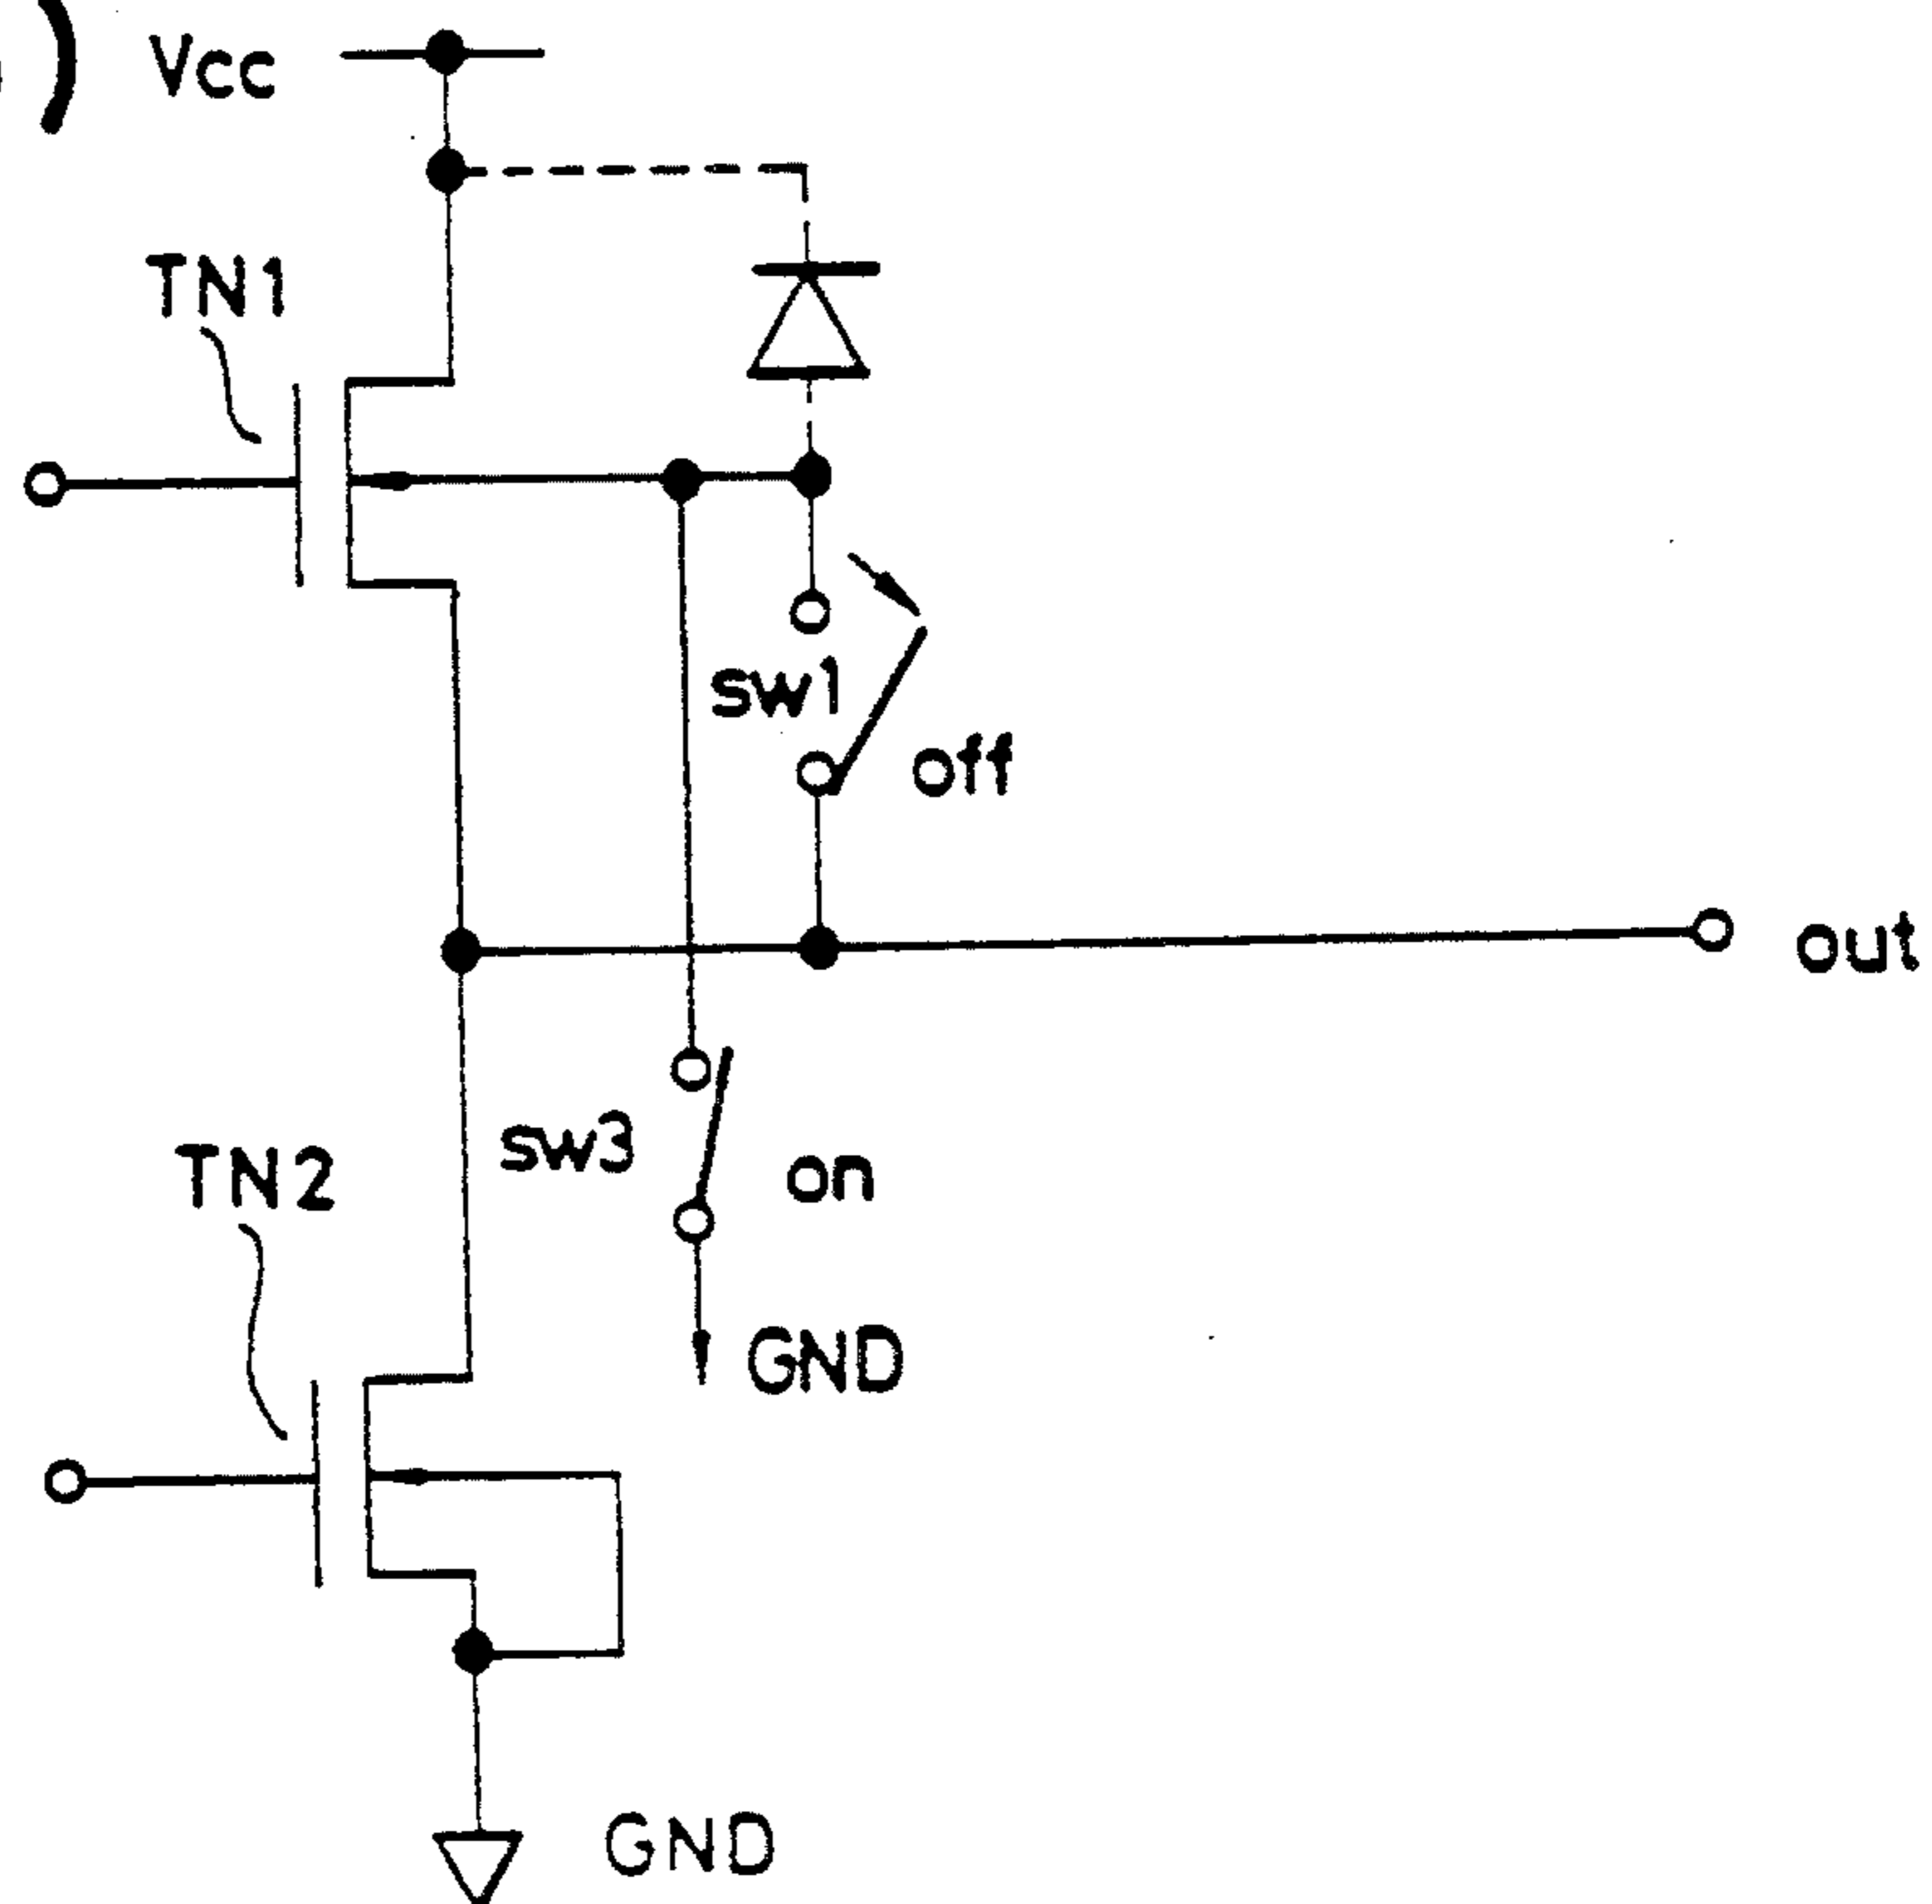 )
Vcc
TN1
sw1
off
out
sw3
on
TN2
GND
GND